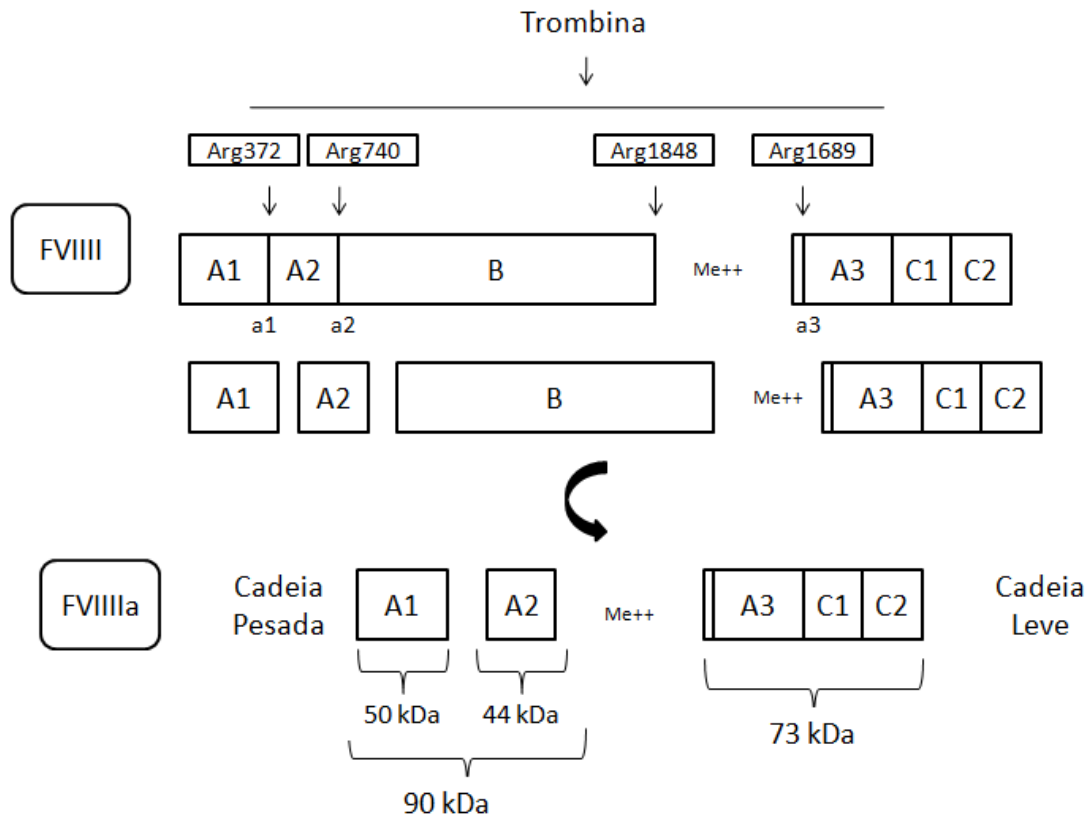 Trombina
Arg372 Arg740 Arg1848 Arg1689
FVIIII
A1 A2 B Me++ A3 C1 C2
a1 a2 a3
A1 A2 B Me++ A3 C1 C2
FVIIIIa
Cadeia
Pesada
A1 A2 Me++ A3 C1 C2
Cadeia
Leve
50 kDa 44 kDa
73 kDa
90 kDa